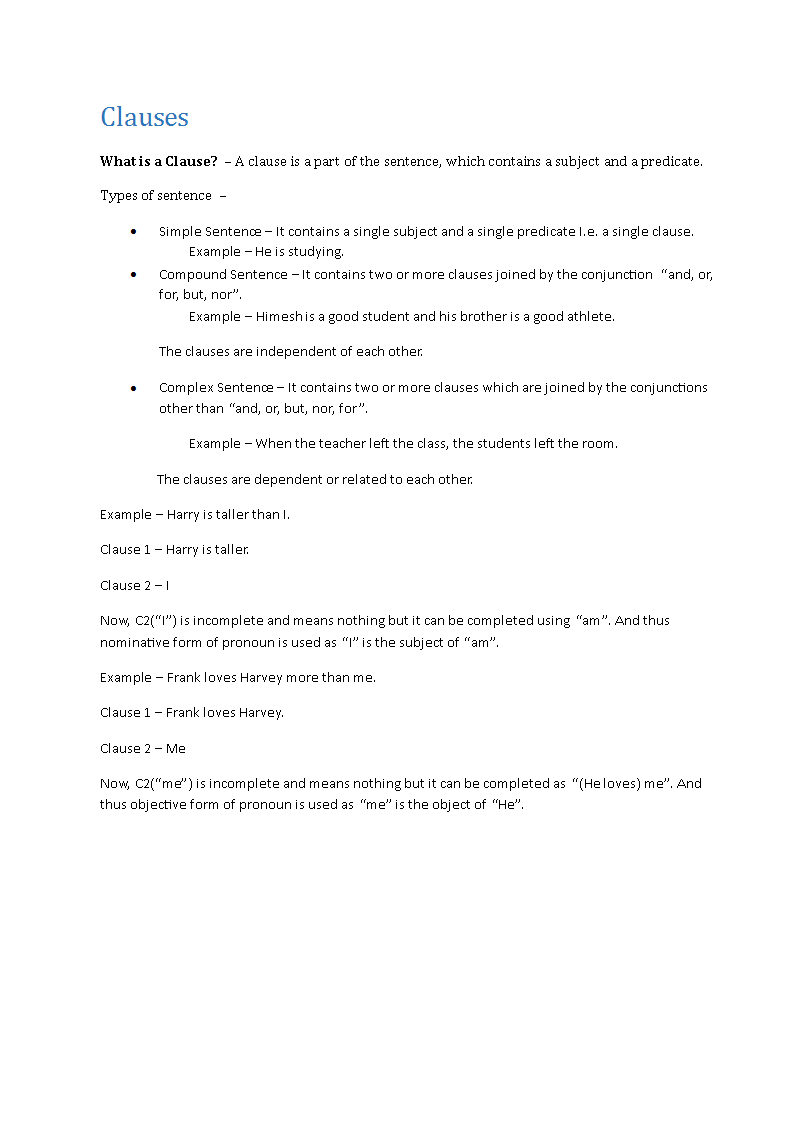 Clauses
What is a Clause? – A clause is a part of the sentence, which contains a subject and a predicate.
Types of sentence –
• Simple Sentence – It contains a single subject and a single predicate I.e. a single clause.
Example – He is studying.
• Compound Sentence – It contains two or more clauses joined by the conjunction “and, or,
for, but, nor”.
Example – Himesh is a good student and his brother is a good athlete.
The clauses are independent of each other.
• Complex Sentence – It contains two or more clauses which are joined by the conjunctions
other than “and, or, but, nor, for”.
Example – When the teacher left the class, the students left the room.
The clauses are dependent or related to each other.
Example – Harry is taller than I.
Clause 1 – Harry is taller.
Clause 2 – I
Now, C2(“I”) is incomplete and means nothing but it can be completed using “am”. And thus
nominative form of pronoun is used as “I” is the subject of “am”.
Example – Frank loves Harvey more than me.
Clause 1 – Frank loves Harvey.
Clause 2 – Me
Now, C2(“me”) is incomplete and means nothing but it can be completed as “(He loves) me”. And
thus objective form of pronoun is used as “me” is the object of “He”.